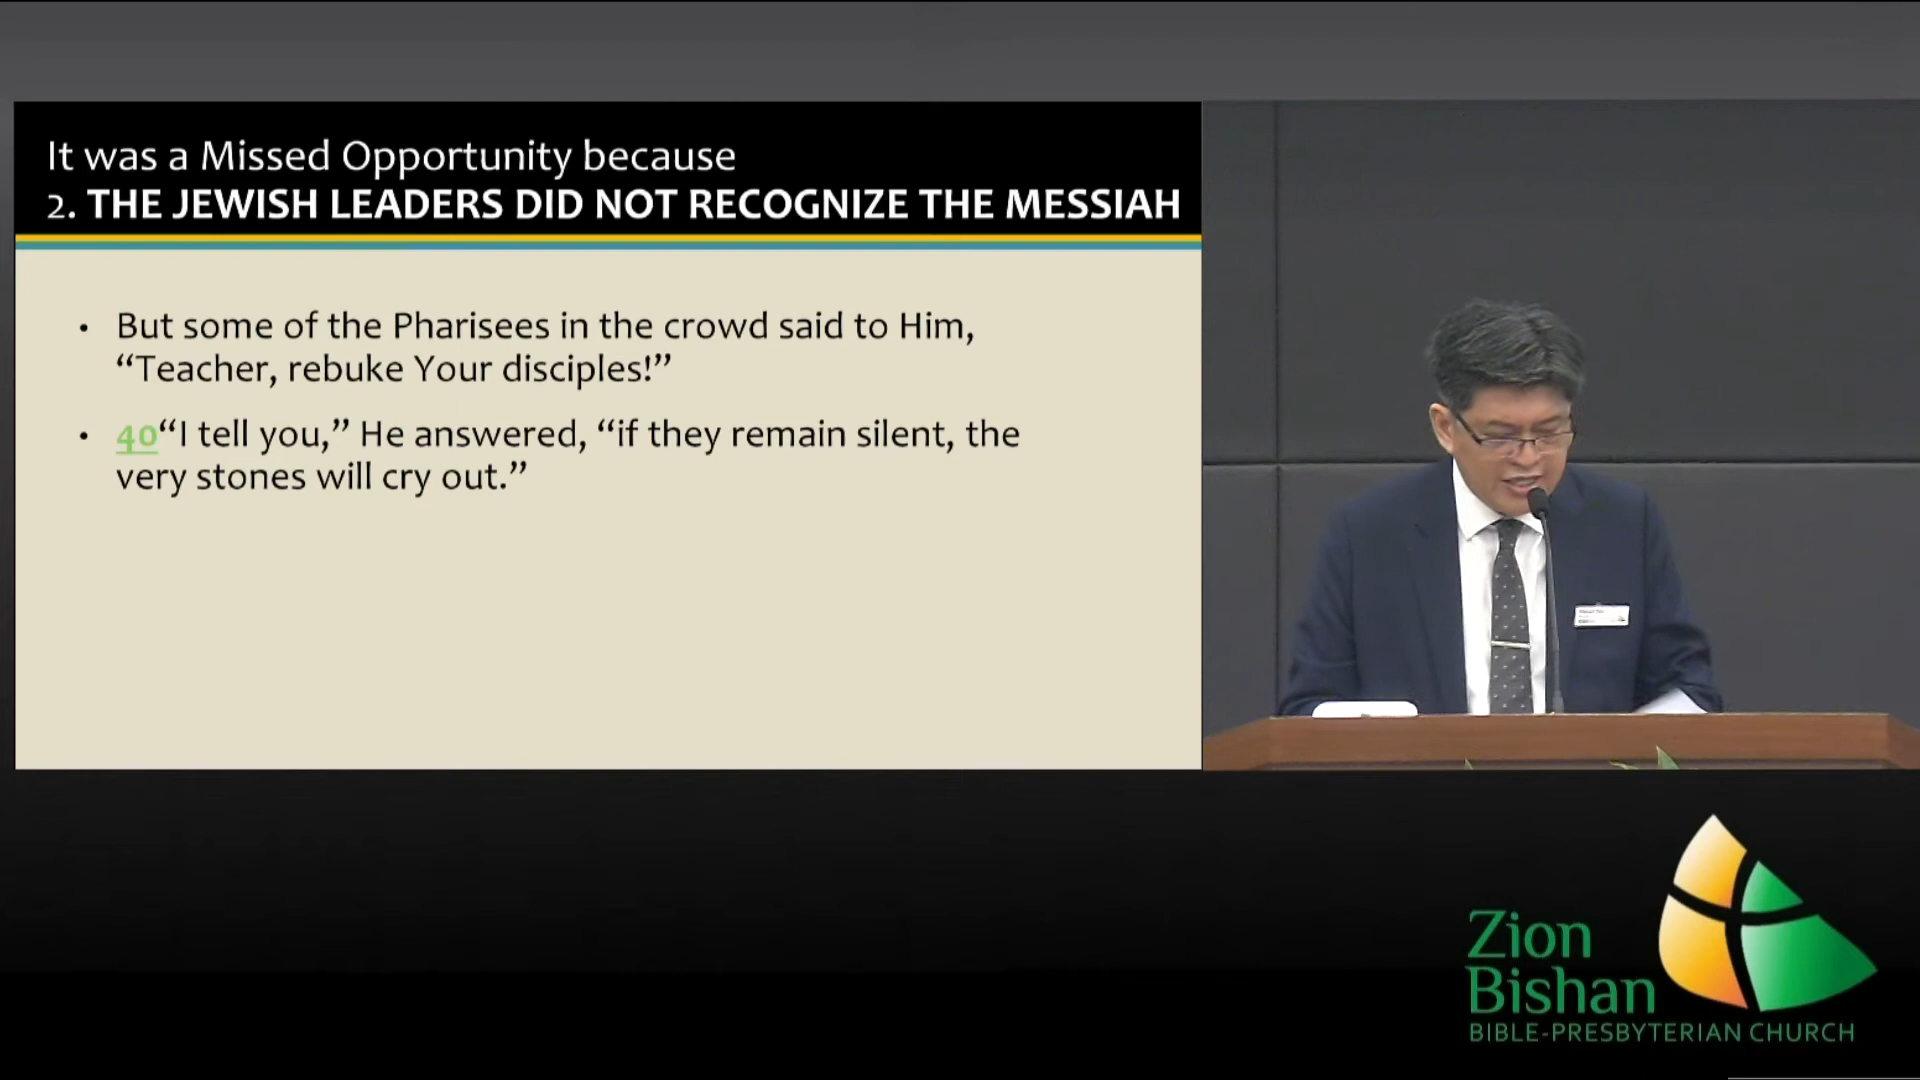 It was a Missed Opportunity because
2. THE JEWISH LEADERS DID NOT RECOGNIZE THE MESSIAH
• But some of the Pharisees in the crowd said to Him,
“Teacher, rebuke Your disciples!”
• 40“I tell you,” He answered, “if they remain silent, the
very stones will cry out.”
Zion
Bishan
BIBLE-PRESBYTERIAN CHURCH